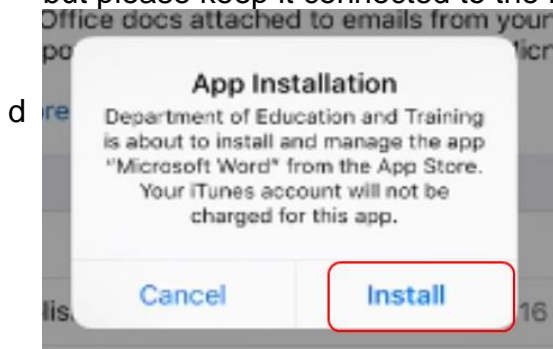 but please keep it connected to the
Office docs attached to emails from your
App Installation
d
Department of Education and Training
is about to install and manage the app
"Microsoft Word" from the App Store.
Your iTunes account will not be
charged for this app.
Cancel Install
16